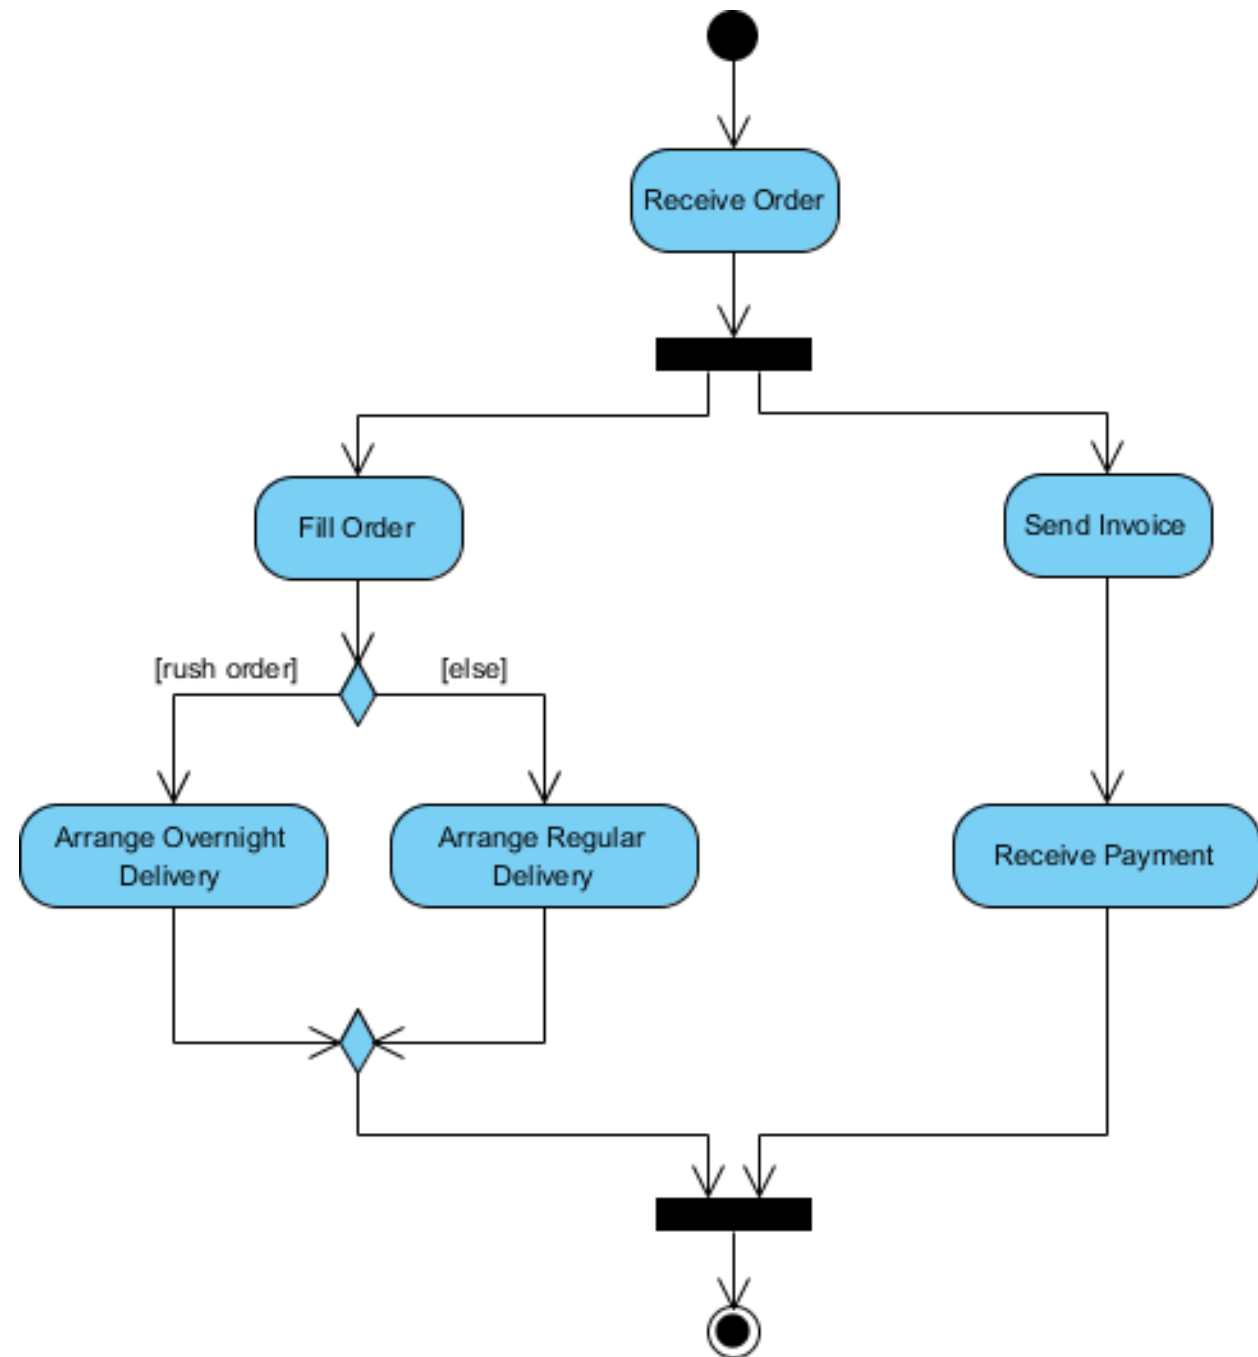 Receive Order
Fill Order
Send Invoice
[rush order]
[else]
Arrange Overnight
Delivery
Arrange Regular
Delivery
Receive Payment